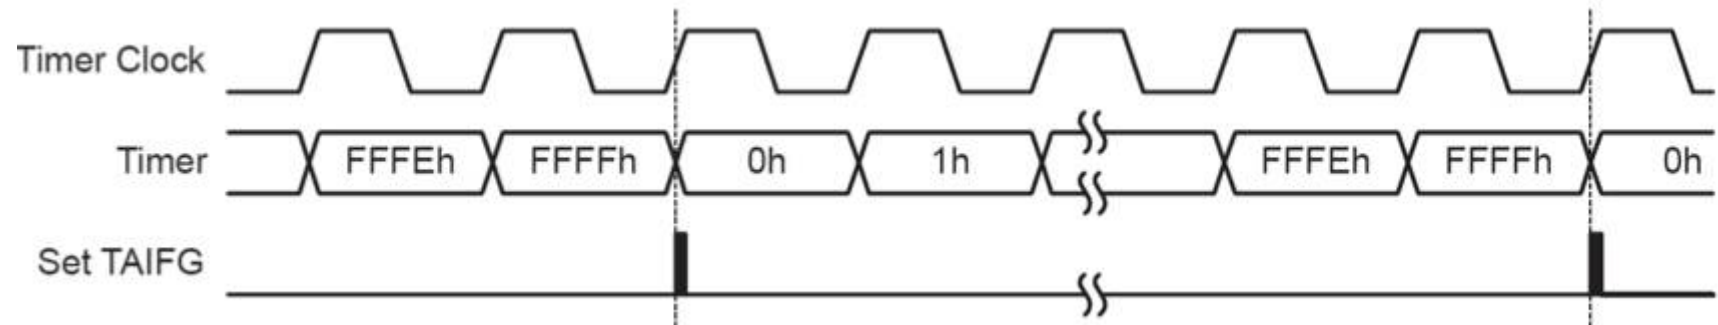 Timer Clock
Timer FFFEh FFFFh 0h 1h FFFEh FFFFh 0h
Set TAIFG